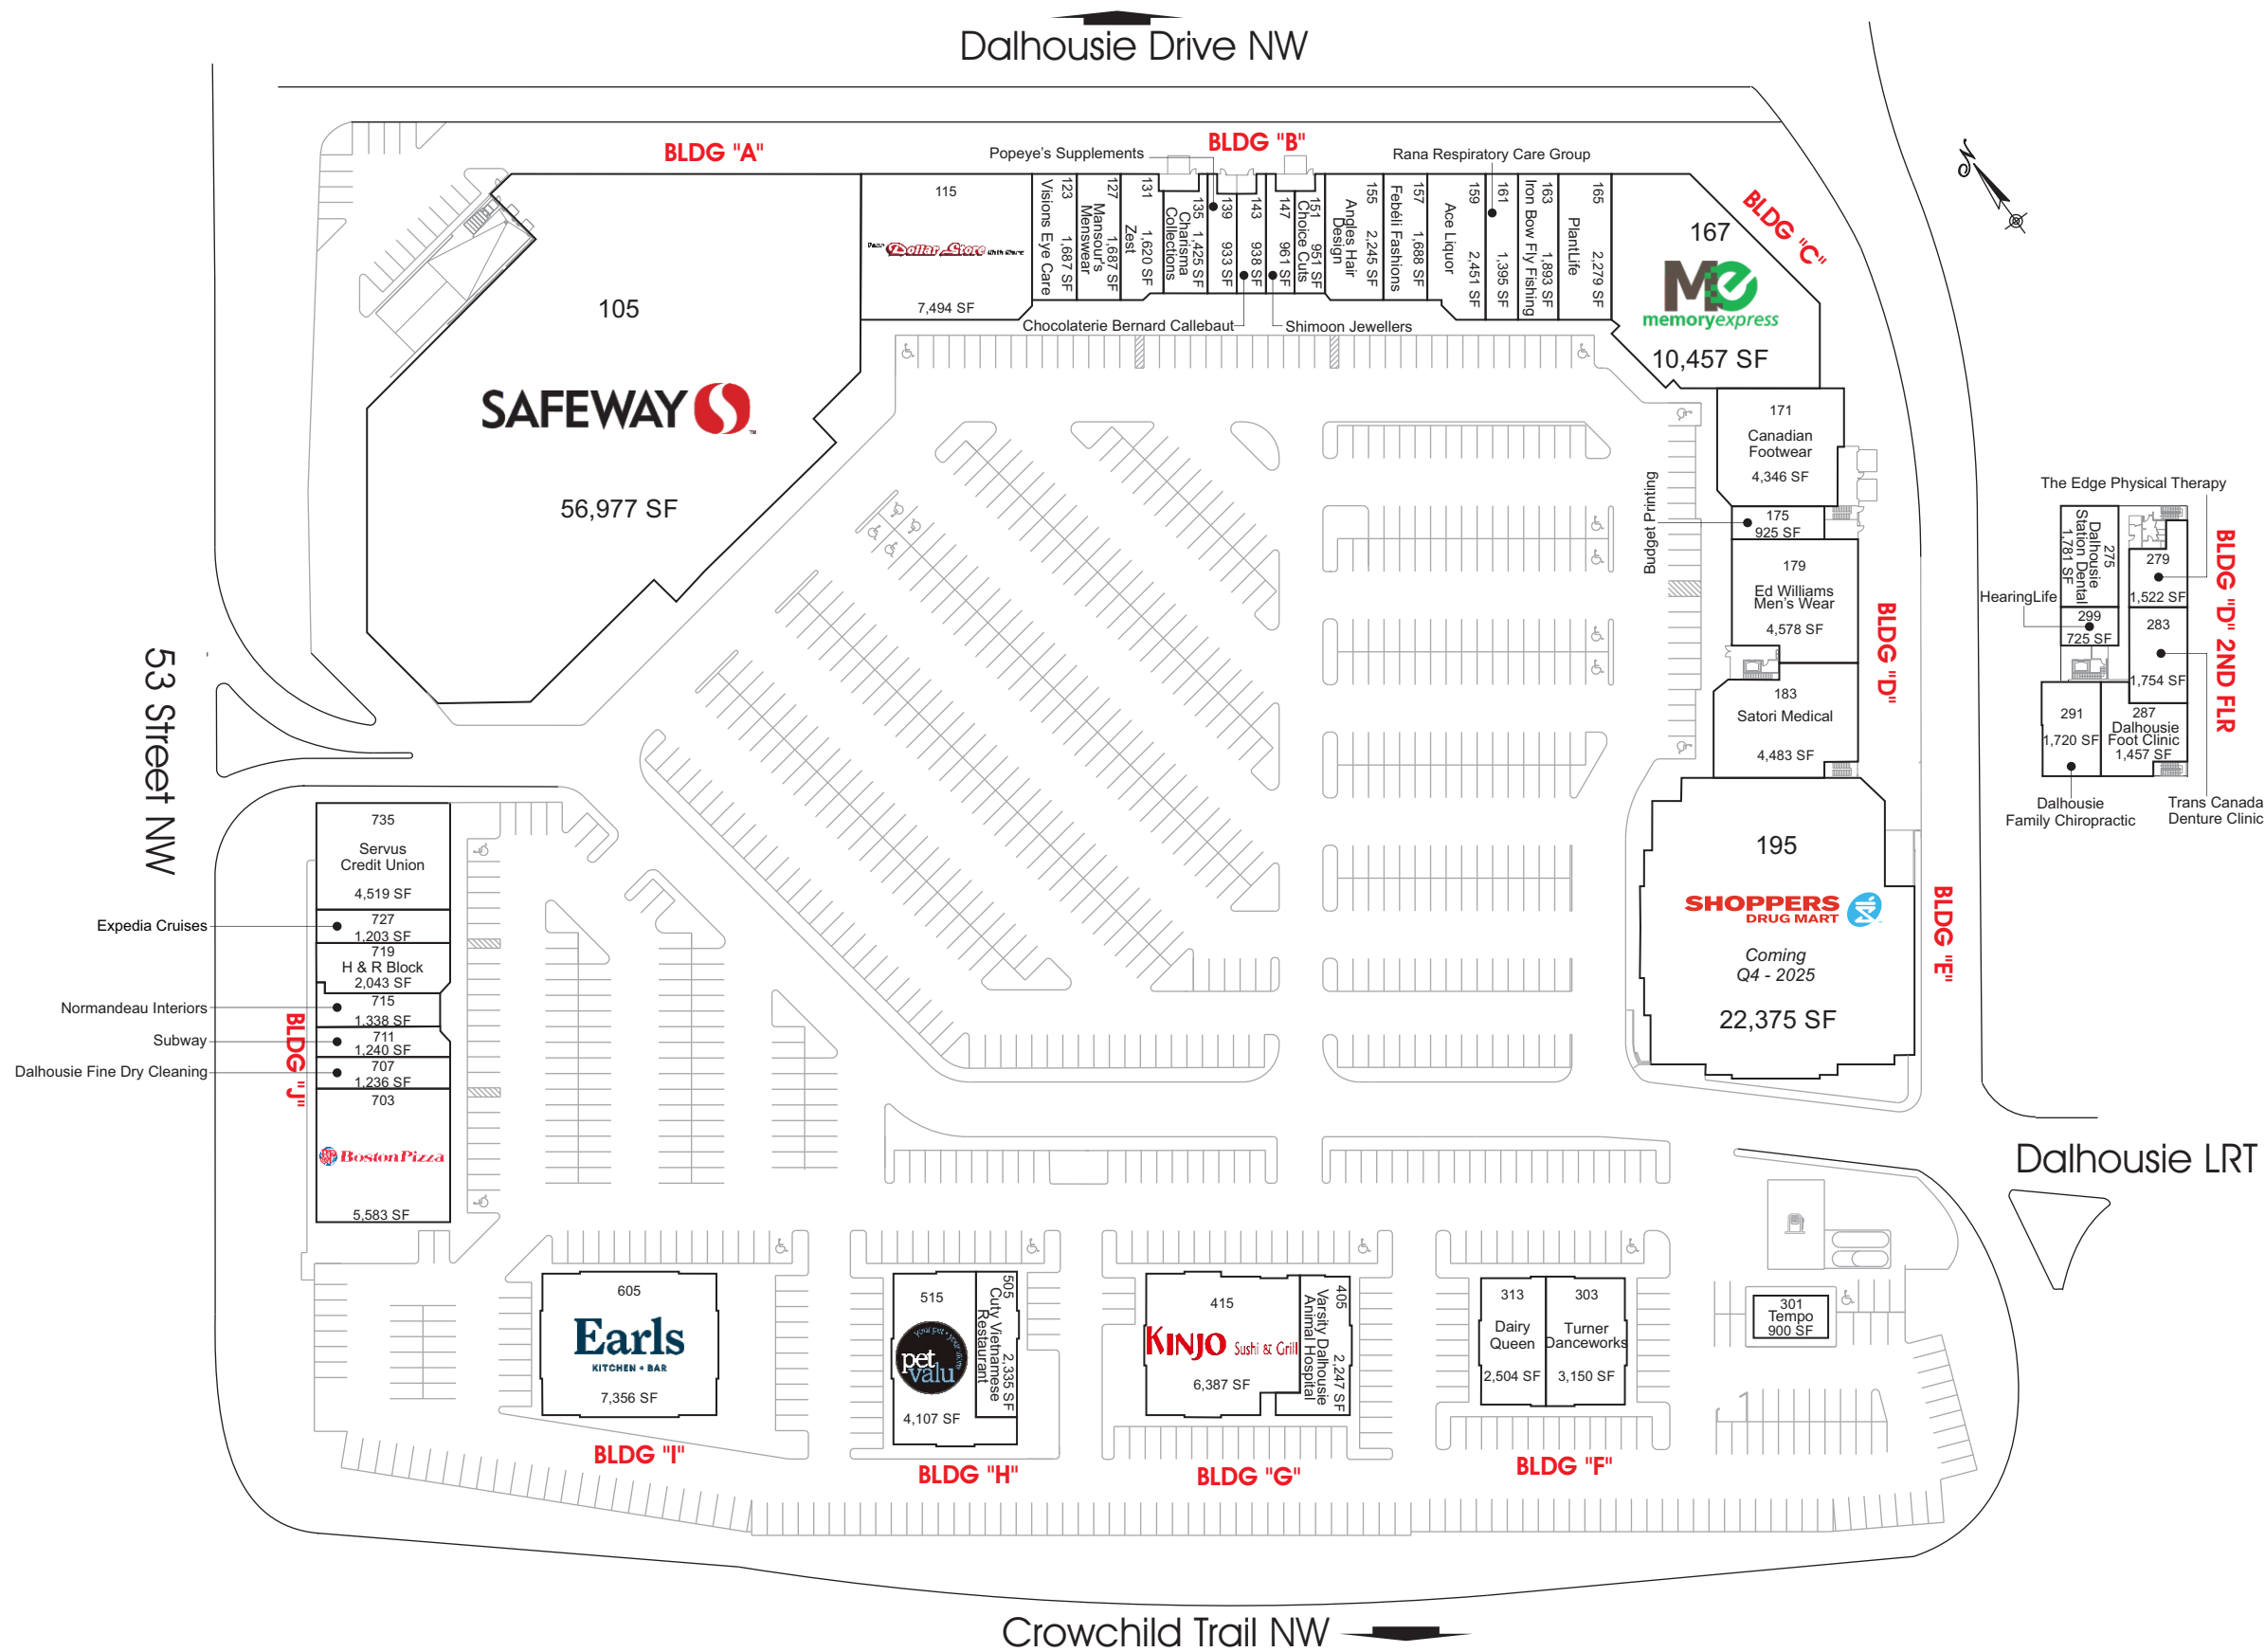 Dalhousie Drive NW
BLDG "A"
BLDG "B"
BLDG "C"
N
Popeye's Supplements
Rana Respiratory Care Group
105
SAFEWAY
56,977 SF
115
Dollar Store With More
7,494 SF
123 1,687 SF
Visions Eye Care
127 1,687 SF
Mansour's
Menswear
131 1,620 SF
Zest
135 1,425 SF
Charisma
Collections
139 933 SF
143 938 SF
147 961 SF
151 951 SF
Choice Cuts
155 2,245 SF
Angles Hair
Design
157 1,688 SF
Febéli Fashions
159 2,451 SF
Ace Liquor
161 1,395 SF
163 1,893 SF
Iron Bow Fly Fishing
165 2,279 SF
PlantLife
Chocolaterie Bernard Callebaut
Shimoon Jewellers
167
Me
memoryexpress
10,457 SF
171
Canadian
Footwear
4,346 SF
Budget Printing
175
925 SF
179
Ed Williams
Men's Wear
4,578 SF
183
Satori Medical
4,483 SF
BLDG "D"
195
SHOPPERS
DRUG MART
Coming
Q4 - 2025
22,375 SF
BLDG "E"
The Edge Physical Therapy
275
Dalhousie
Station Dental
1,781 SF
279
1,522 SF
HearingLife
299
725 SF
283
1,754 SF
291
1,720 SF
287
Dalhousie
Foot Clinic
1,457 SF
Dalhousie
Family Chiropractic
Trans Canada
Denture Clinic
BLDG "D" 2ND FLR
53 Street NW
735
Servus
Credit Union
4,519 SF
Expedia Cruises
727
1,203 SF
719
H & R Block
2,043 SF
Normandeau Interiors
715
1,338 SF
Subway
711
1,240 SF
Dalhousie Fine Dry Cleaning
707
1,236 SF
703
Boston Pizza
5,583 SF
BLDG "J"
Dalhousie LRT
605
Earls
KITCHEN + BAR
7,356 SF
BLDG "I"
515
pet
valu
4,107 SF
505 2,335 SF
Cuty Vietnamese
Restaurant
BLDG "H"
415
KINJO Sushi & Grill
6,387 SF
405 2,247 SF
Varsity Dalhousie
Animal Hospital
BLDG "G"
313
Dairy
Queen
2,504 SF
303
Turner
Danceworks
3,150 SF
BLDG "F"
301
Tempo
900 SF
Crowchild Trail NW